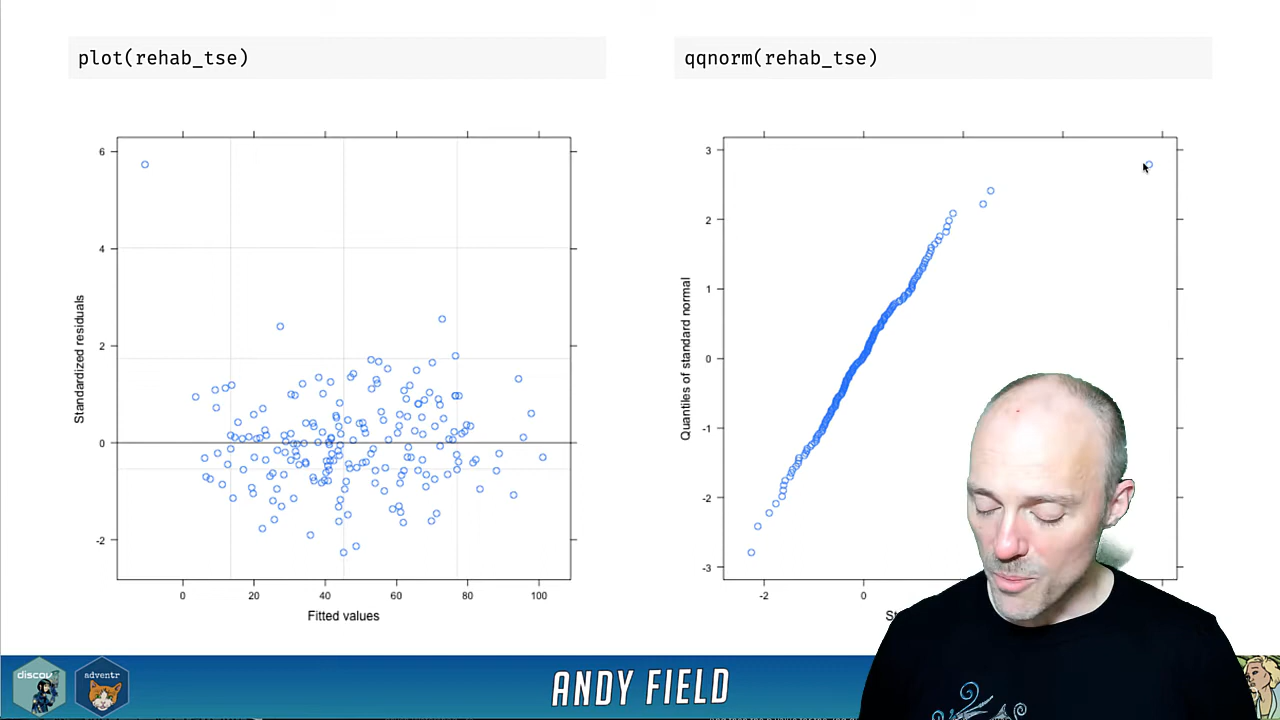 plot(rehab_tse)
qqnorm(rehab_tse)
6
4
2
0
-2
Standardized residuals
0 20 40 60 80 100
Fitted values
3
2
1
0
-1
-2
-3
Quantiles of standard normal
-2 0
discov
adventr
ANDY FIELD